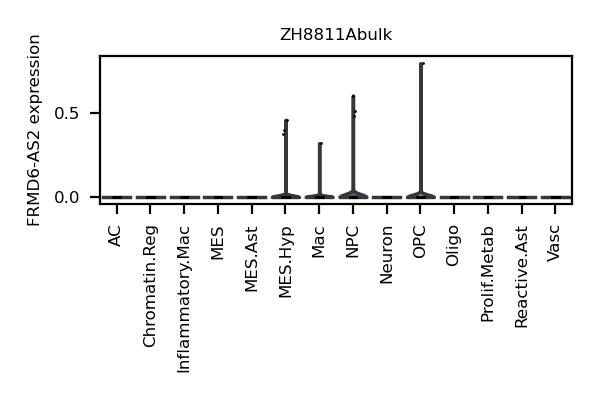 ZH8811Abulk
FRMD6-AS2 expression
0.5
0.0
AC
Chromatin.Reg
Inflammatory.Mac
MES
MES.Ast
MES.Hyp
Mac
NPC
Neuron
OPC
Oligo
Prolif.Metab
Reactive.Ast
Vasc